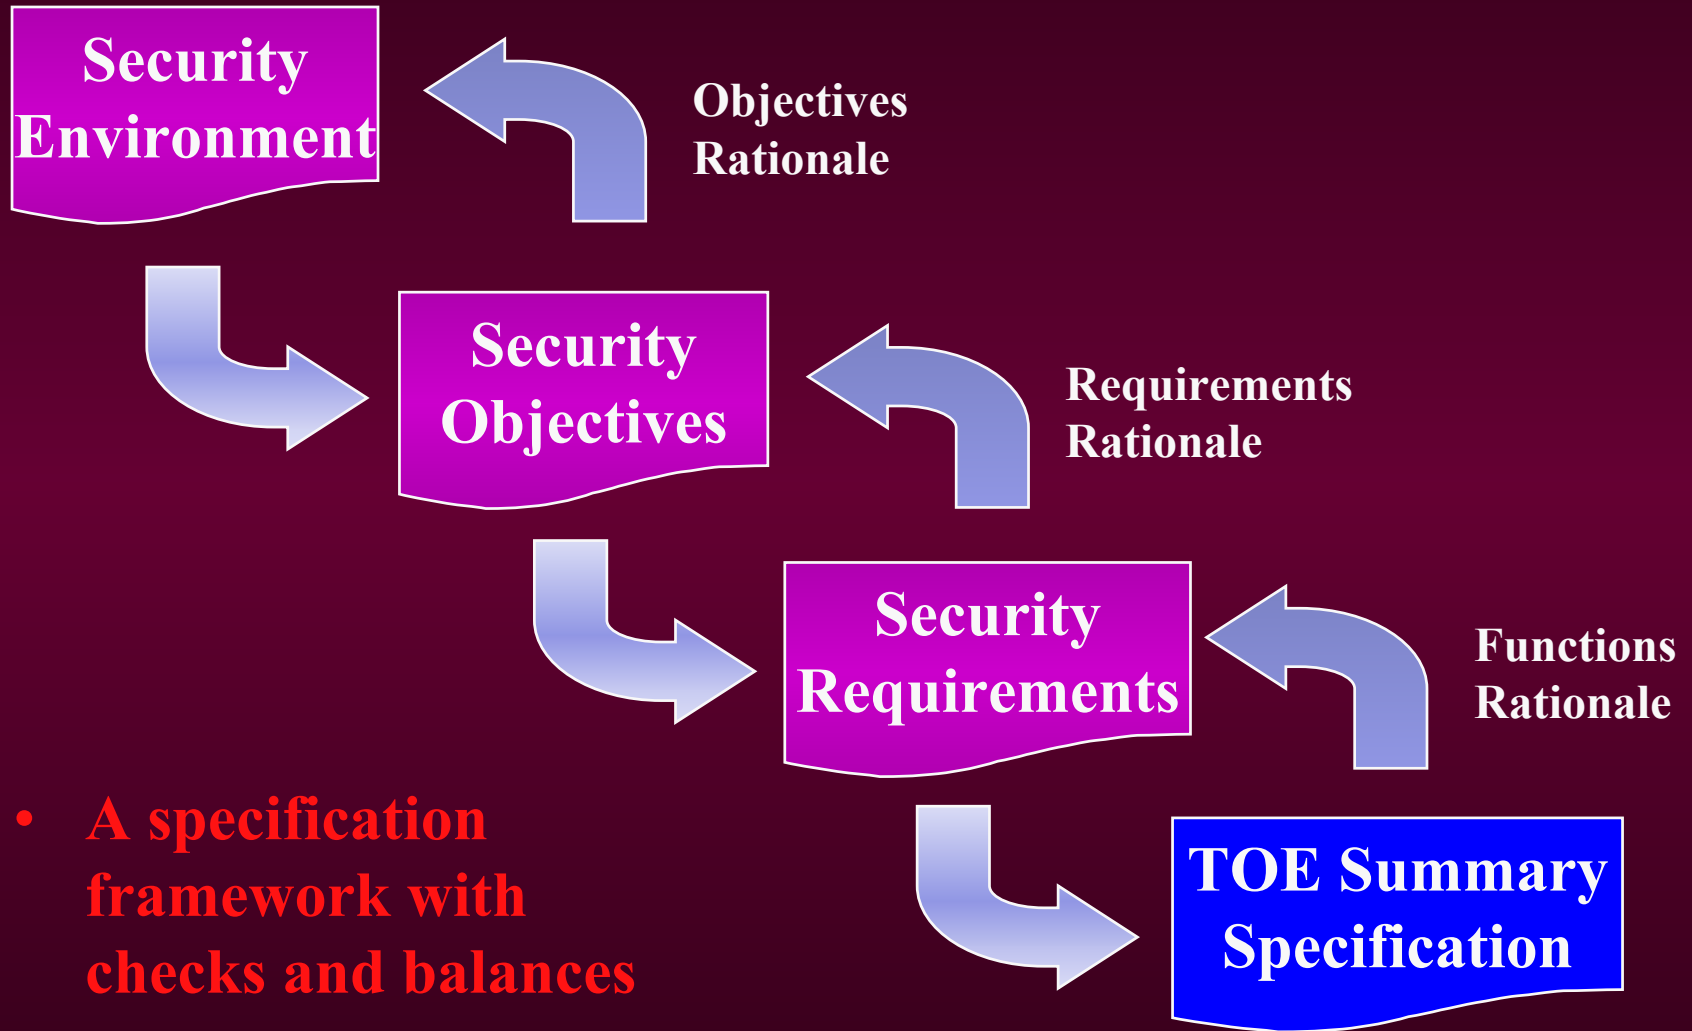 Security
Environment
Objectives
Rationale
Security
Objectives
Requirements
Rationale
Security
Requirements
Functions
Rationale
• A specification
framework with
checks and balances
TOE Summary
Specification